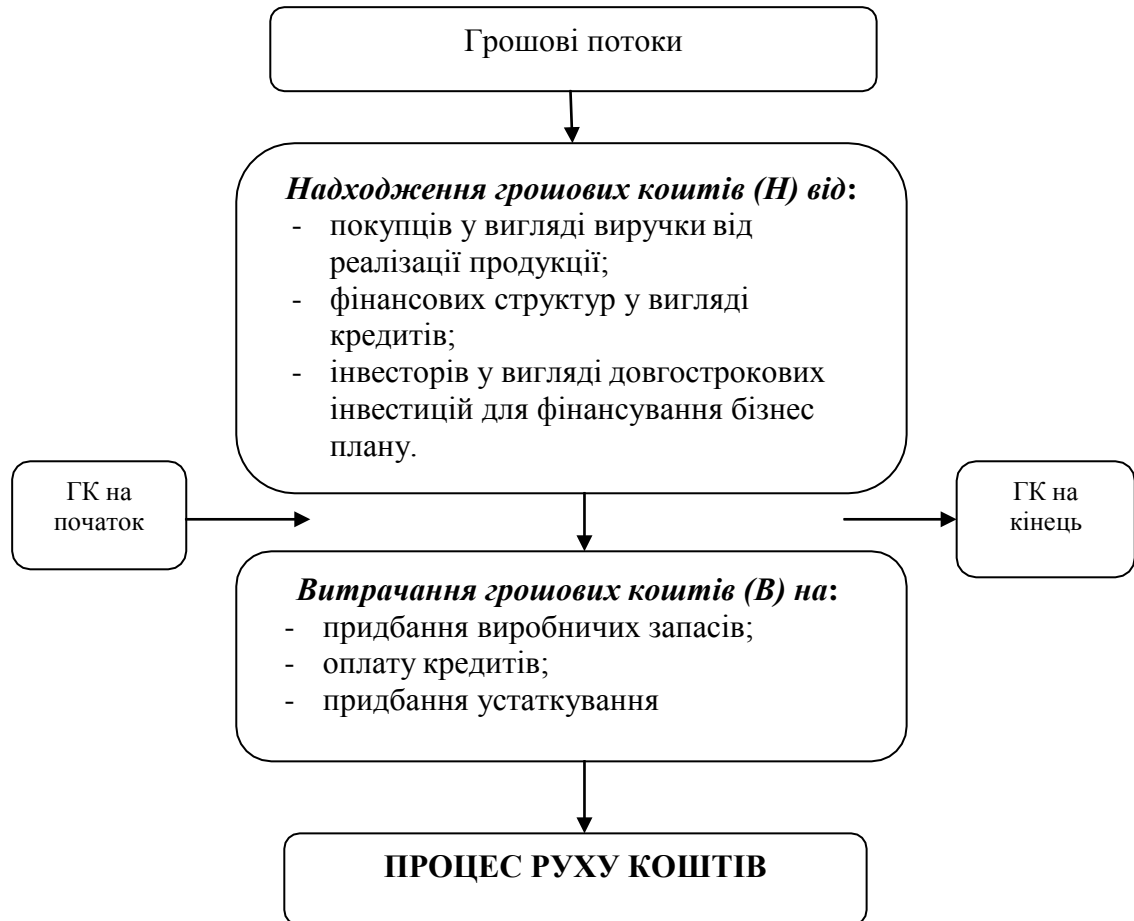 Грошові потоки
Надходження грошових коштів (Н) від:
- покупців у вигляді виручки від
реалізації продукції;
- фінансових структур у вигляді
кредитів;
- інвесторів у вигляді довгострокових
інвестицій для фінансування бізнес
плану.
ГК на
початок
ГК на
кінець
Витрачання грошових коштів (В) на:
- придбання виробничих запасів;
- оплату кредитів;
- придбання устаткування
ПРОЦЕС РУХУ КОШТІВ